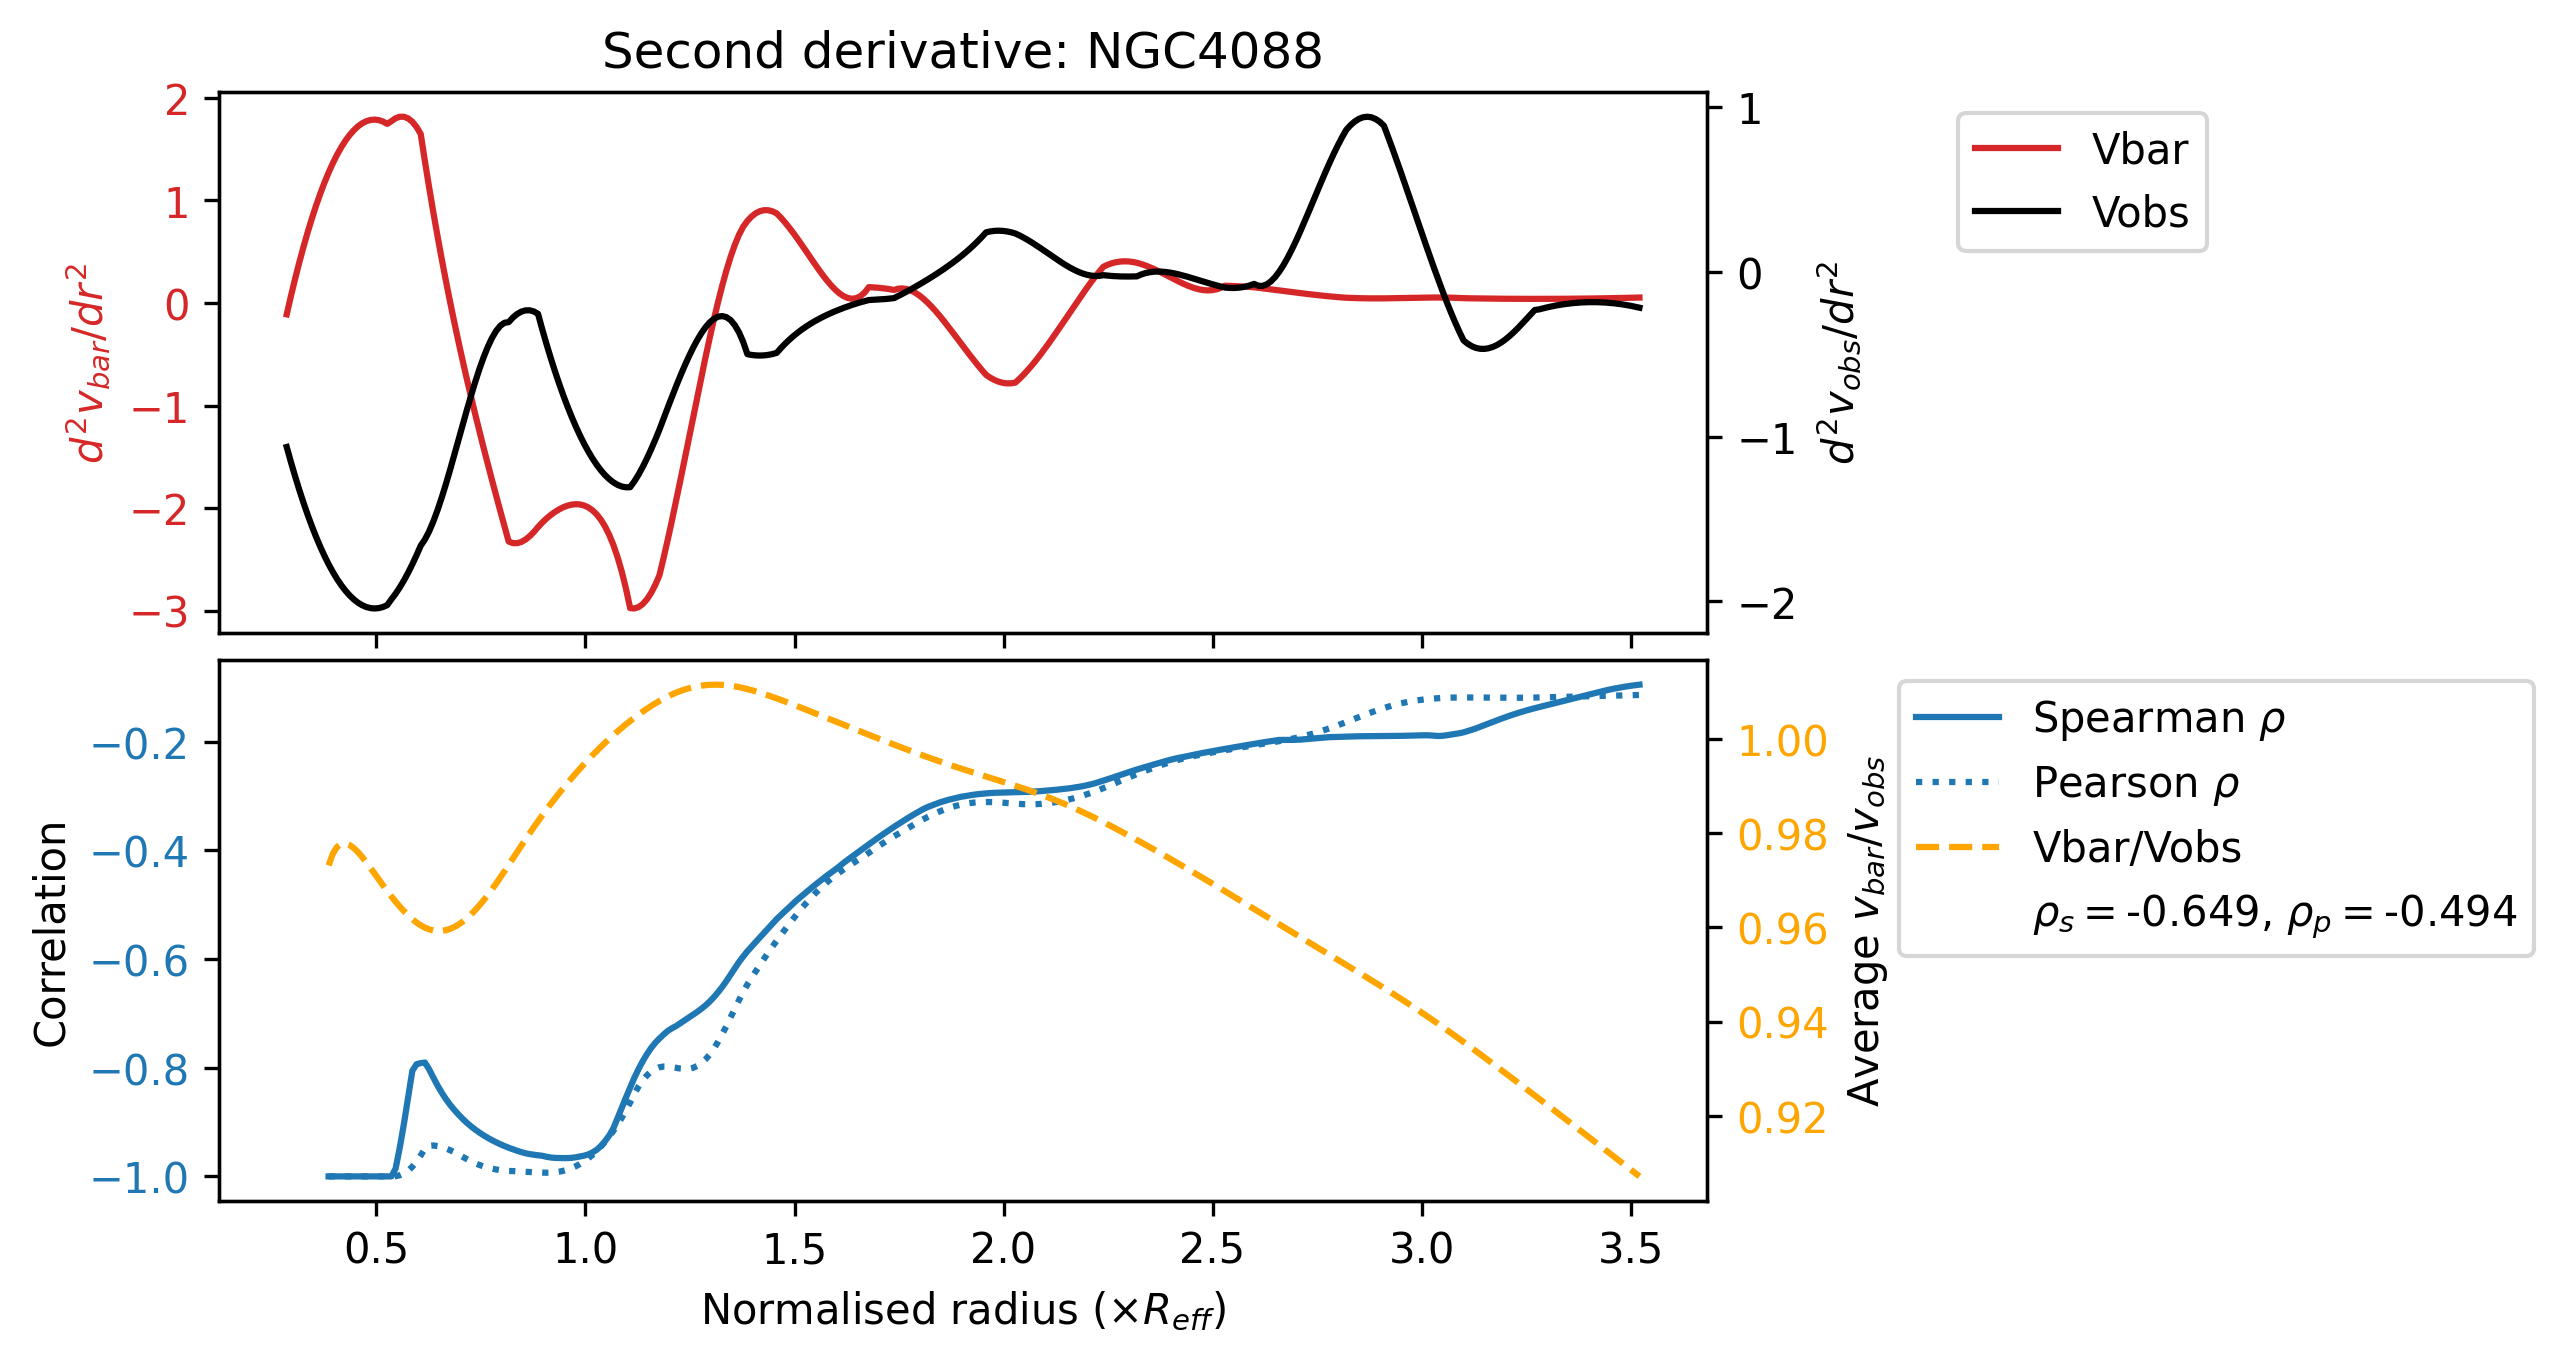 Second derivative: NGC4088
2
1
0
−1
−2
−3
d²v_bar/dr²
1
0
−1
−2
d²v_obs/dr²
Vbar
Vobs
−0.2
−0.4
−0.6
−0.8
−1.0
Correlation
1.00
0.98
0.96
0.94
0.92
Average v_bar/v_obs
Spearman ρ
Pearson ρ
Vbar/Vobs
ρ_s = -0.649, ρ_p = -0.494
0.5 1.0 1.5 2.0 2.5 3.0 3.5
Normalised radius (×R_eff)